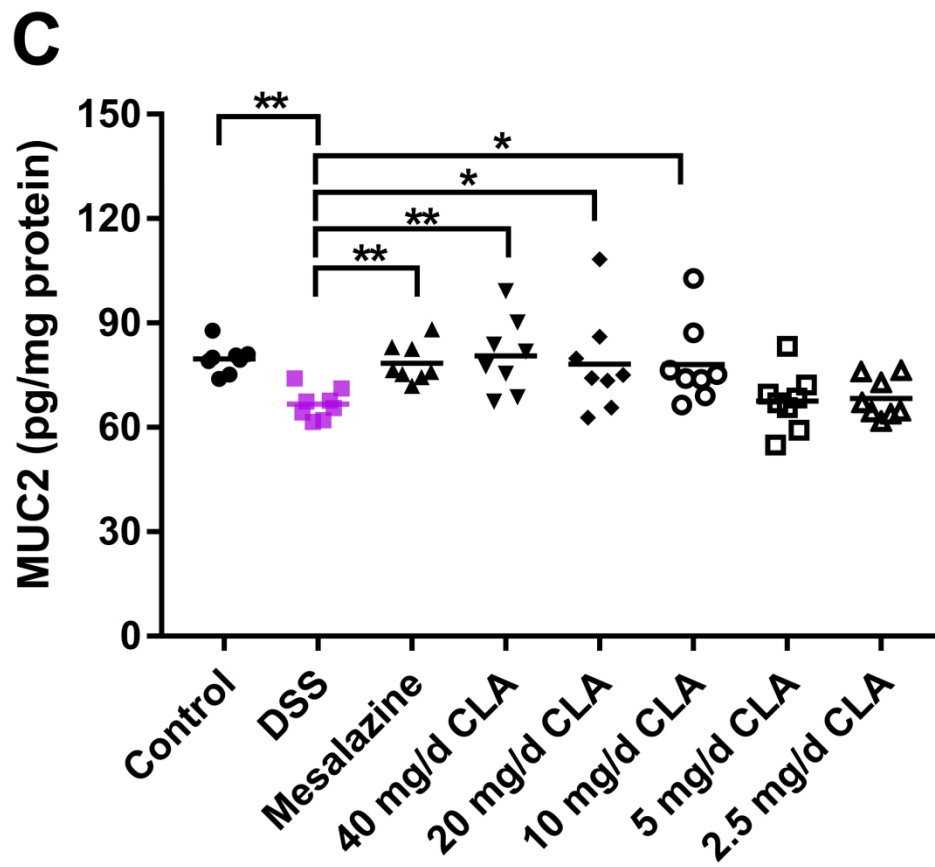 C
MUC2 (pg/mg protein)
150
120
90
60
30
0
**
*
*
**
**
Control
DSS
Mesalazine
40 mg/d CLA
20 mg/d CLA
10 mg/d CLA
5 mg/d CLA
2.5 mg/d CLA